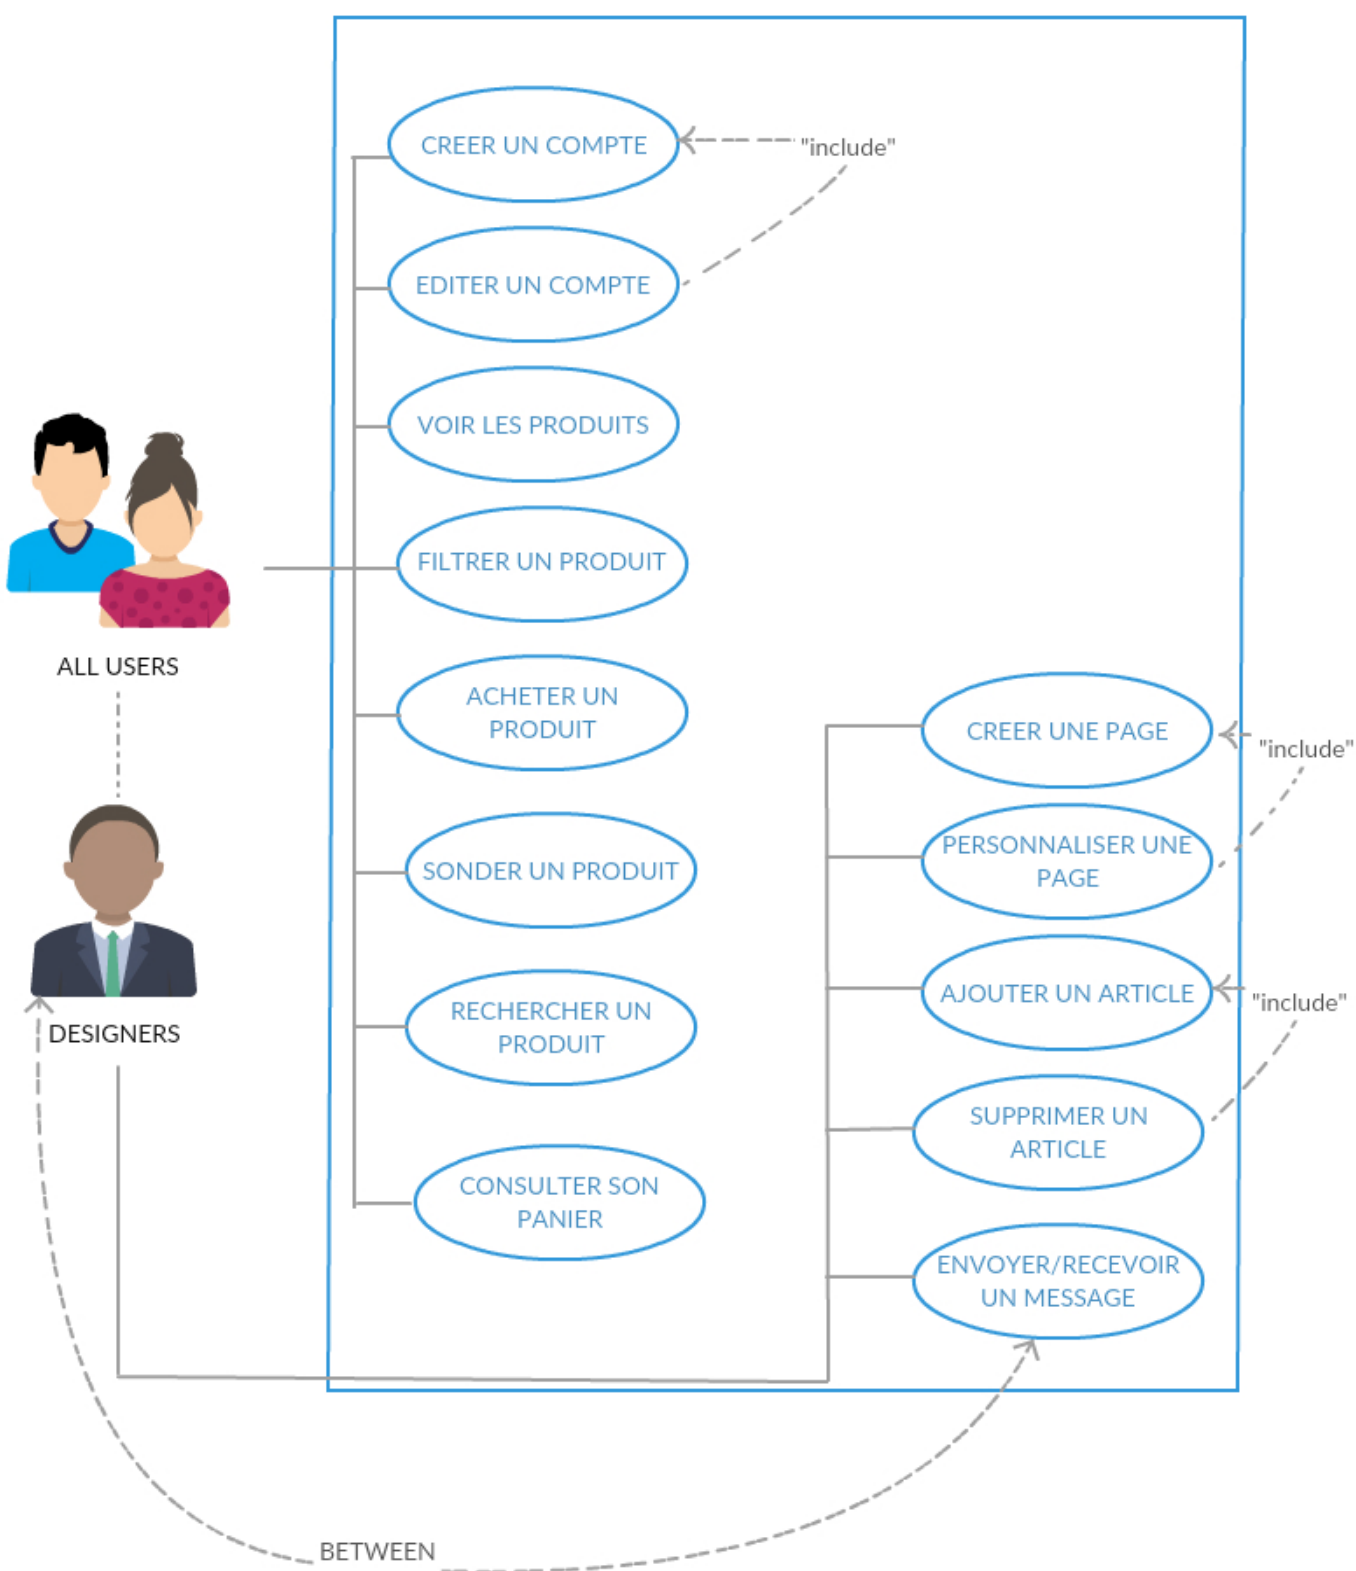 CREER UN COMPTE
"include"
EDITER UN COMPTE
VOIR LES PRODUITS
FILTRER UN PRODUIT
ALL USERS
ACHETER UN
PRODUIT
SONDER UN PRODUIT
RECHERCHER UN
PRODUIT
CONSULTER SON
PANIER
DESIGNERS
CREER UNE PAGE
"include"
PERSONNALISER UNE
PAGE
AJOUTER UN ARTICLE
"include"
SUPPRIMER UN
ARTICLE
ENVOYER/RECEVOIR
UN MESSAGE
BETWEEN